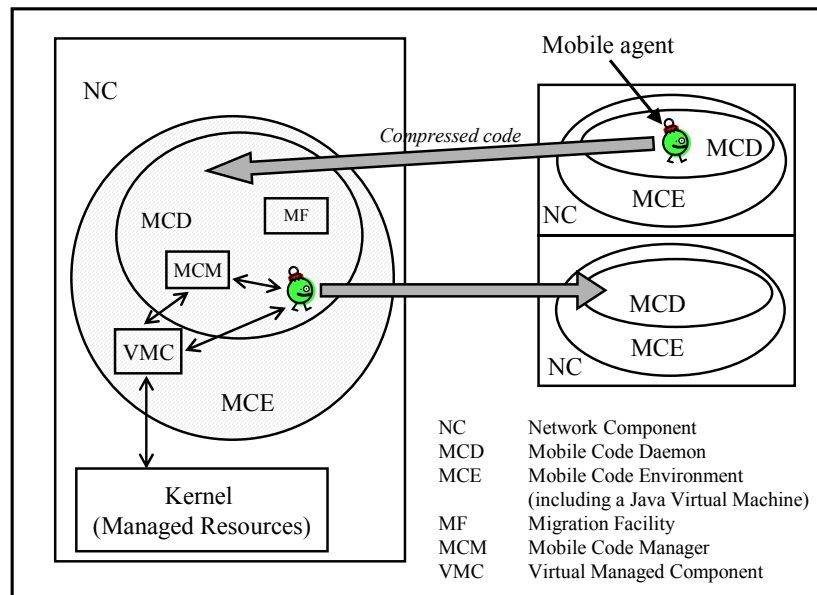 NC
MCD
MF
MCM
VMC
MCE
Kernel
(Managed Resources)
Compressed code
Mobile agent
MCD
MCE
NC
MCD
MCE
NC
NC Network Component
MCD Mobile Code Daemon
MCE Mobile Code Environment
(including a Java Virtual Machine)
MF Migration Facility
MCM Mobile Code Manager
VMC Virtual Managed Component